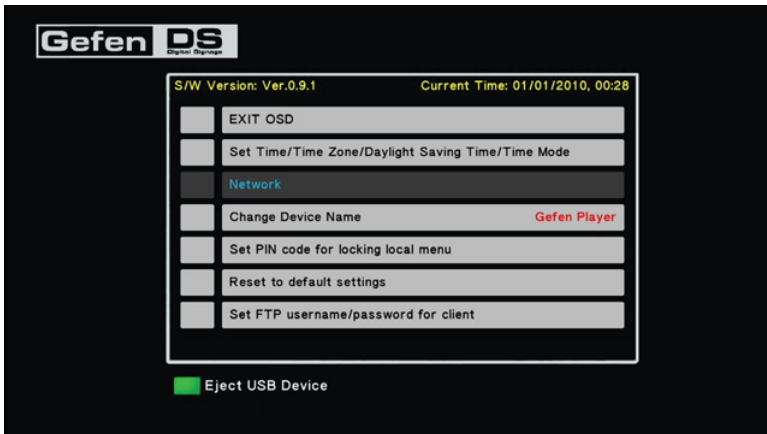 Gefen DS
Digital Signage
S/W Version: Ver.0.9.1 Current Time: 01/01/2010, 00:28
EXIT OSD
Set Time/Time Zone/Daylight Saving Time/Time Mode
Network
Change Device Name Gefen Player
Set PIN code for locking local menu
Reset to default settings
Set FTP username/password for client
Eject USB Device